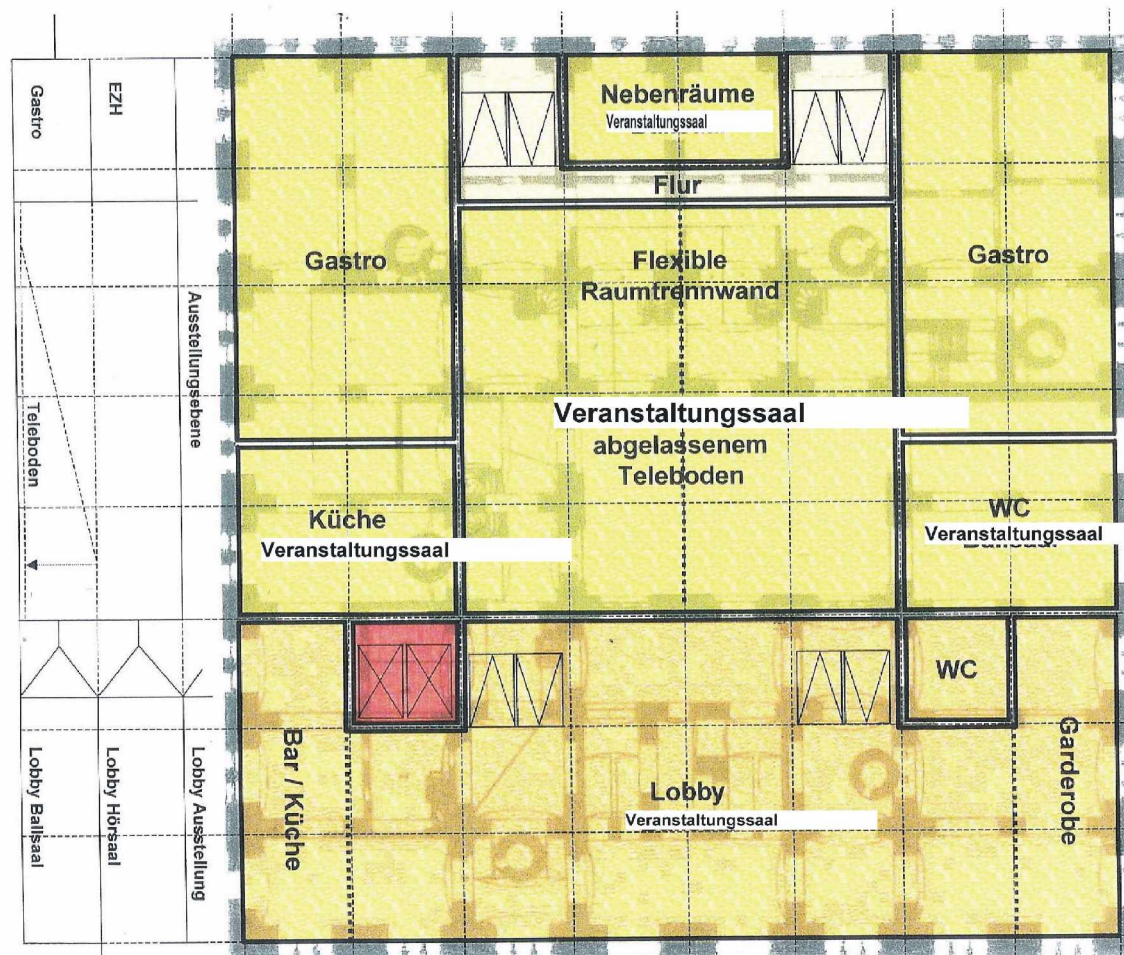 Gastro
EZH
Ausstellungsebene
Teleboden
Lobby Ballsaal
Lobby Hörsaal
Lobby Ausstellung
Nebenräume
Veranstaltungssaal
Flur
Gastro
Flexible
Raumtrennwand
Gastro
Veranstaltungssaal
abgelassenem
Teleboden
Küche
Veranstaltungssaal
WC
Veranstaltungssaal
WC
Bar / Küche
Lobby
Veranstaltungssaal
Garderobe